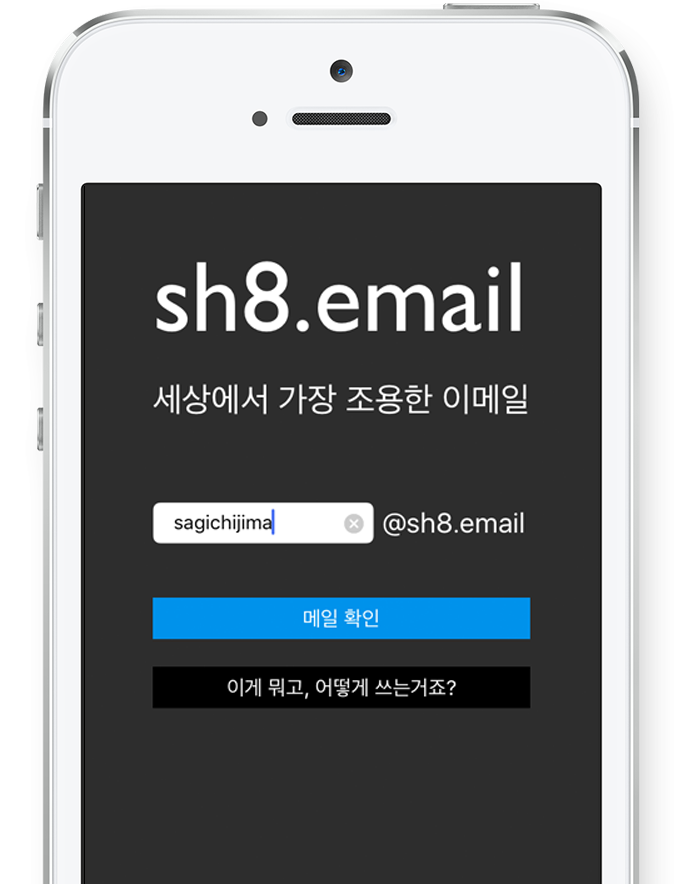 sh8.email
세상에서 가장 조용한 이메일
sagichijima @sh8.email
메일 확인
이게 뭐고, 어떻게 쓰는거죠?